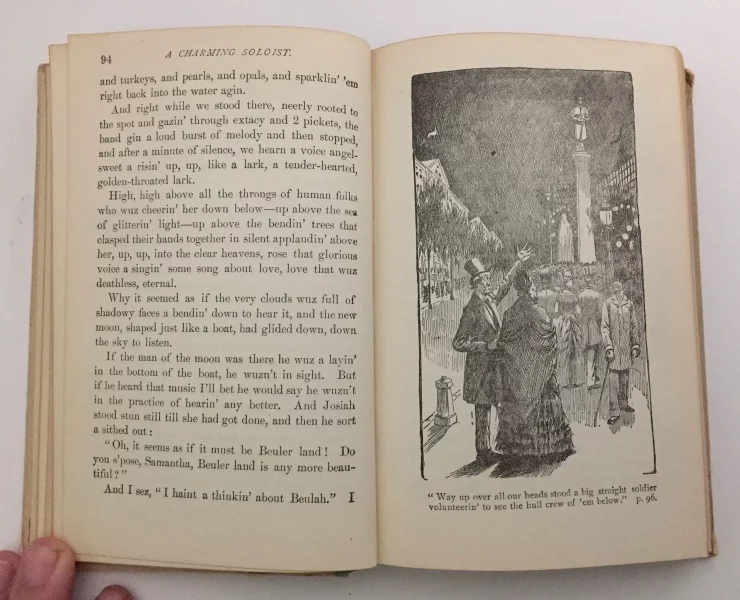 94
A CHARMING SOLOIST.
and turkeys, and pearls, and opals, and sparklin' 'em
right back into the water agin.
And right while we stood there, neerly rooted to
the spot and gazin' through extacy and 2 pickets, the
band gin a loud burst of melody and then stopped,
and after a minute of silence, we hearn a voice angel-
sweet a risin' up, up, like a lark, a tender-hearted,
golden-throated lark.
High, high above all the throngs of human folks
who wuz cheerin' her down below—up above the sea
of glitterin' light—up above the bendin' trees that
clasped their hands together in silent applaudin' above
her, up, up, into the clear heavens, rose that glorious
voice a singin' some song about love, love that wuz
deathless, eternal.
Why it seemed as if the very clouds wuz full of
shadowy faces a bendin' down to hear it, and the new
moon, shaped just like a boat, had glided down, down
the sky to listen.
If the man of the moon was there he wuz a layin'
in the bottom of the boat, he wuzn't in sight. But
if he heard that music I'll bet he would say he wuzn't
in the practice of hearin' any better. And Josiah
stood stun still till she had got done, and then he sort
a sithed out:
"Oh, it seems as if it must be Beuler land! Do
you s'pose, Samantha, Beuler land is any more beau-
tiful?"
And I sez, "I haint a thinkin' about Beulah." I
"Way up over all our heads stood a big straight soldier
volunteerin' to see the hull crew of 'em below." p. 96.